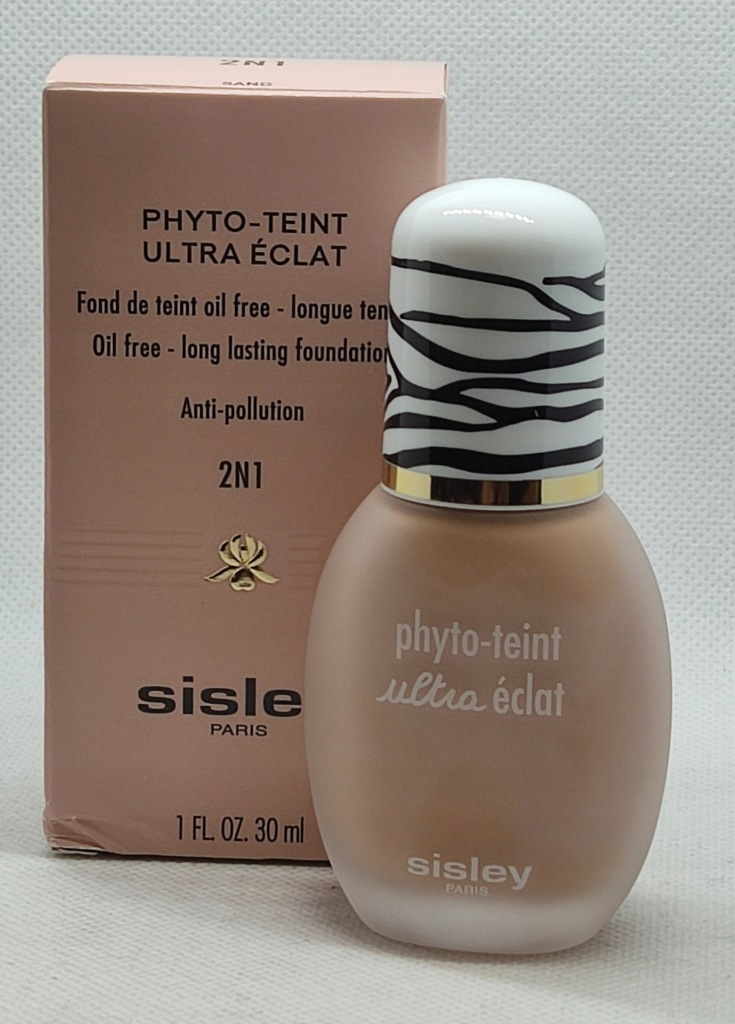 2N1
SAND
PHYTO-TEINT
ULTRA ÉCLAT
Fond de teint oil free - longue ten
Oil free - long lasting foundation
Anti-pollution
2N1
sisle
PARIS
1 FL. OZ. 30 ml
phyto-teint
ultra éclat
sisley
PARIS